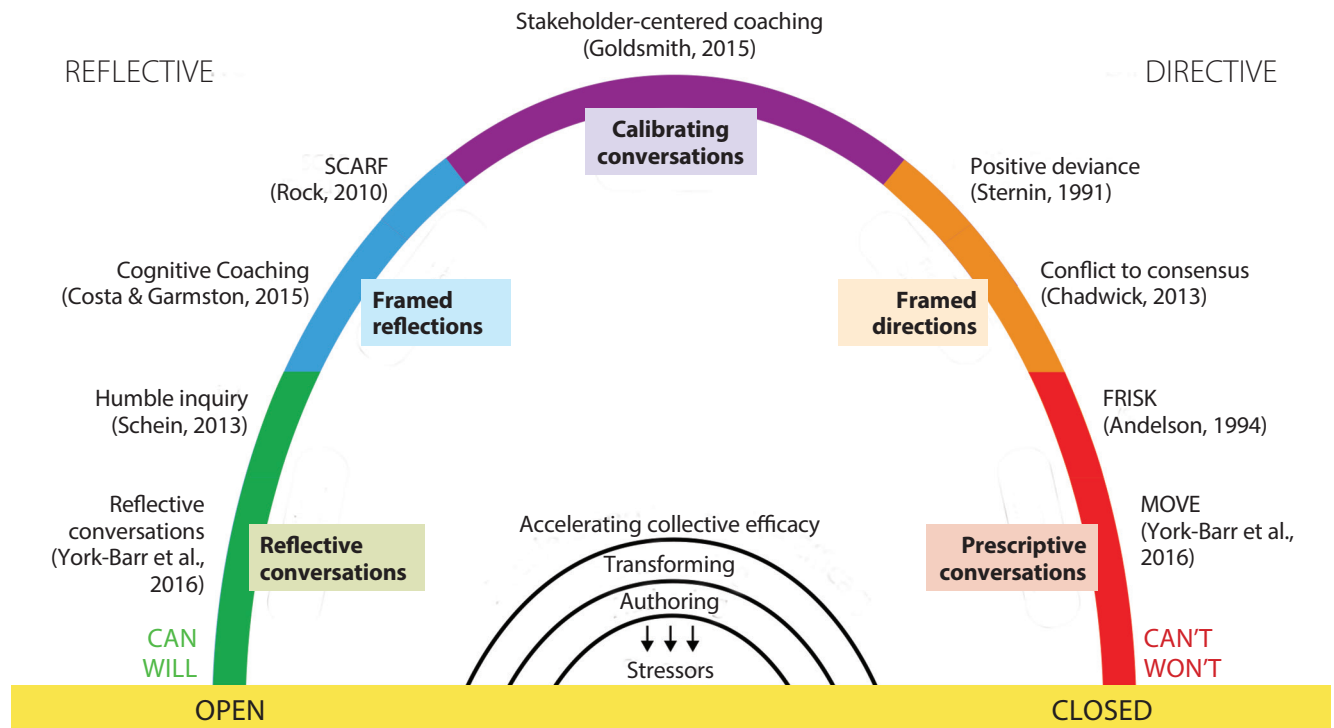 Stakeholder-centered coaching
(Goldsmith, 2015)
REFLECTIVE
DIRECTIVE
Calibrating
conversations
SCARF
(Rock, 2010)
Positive deviance
(Sternin, 1991)
Cognitive Coaching
(Costa & Garmston, 2015)
Framed
reflections
Framed
directions
Conflict to consensus
(Chadwick, 2013)
Humble inquiry
(Schein, 2013)
FRISK
(Andelson, 1994)
Reflective
conversations
(York-Barr et al.,
2016)
Reflective
conversations
Accelerating collective efficacy
Transforming
Authoring
Stressors
Prescriptive
conversations
MOVE
(York-Barr et al.,
2016)
CAN
WILL
CAN'T
WON'T
OPEN
CLOSED